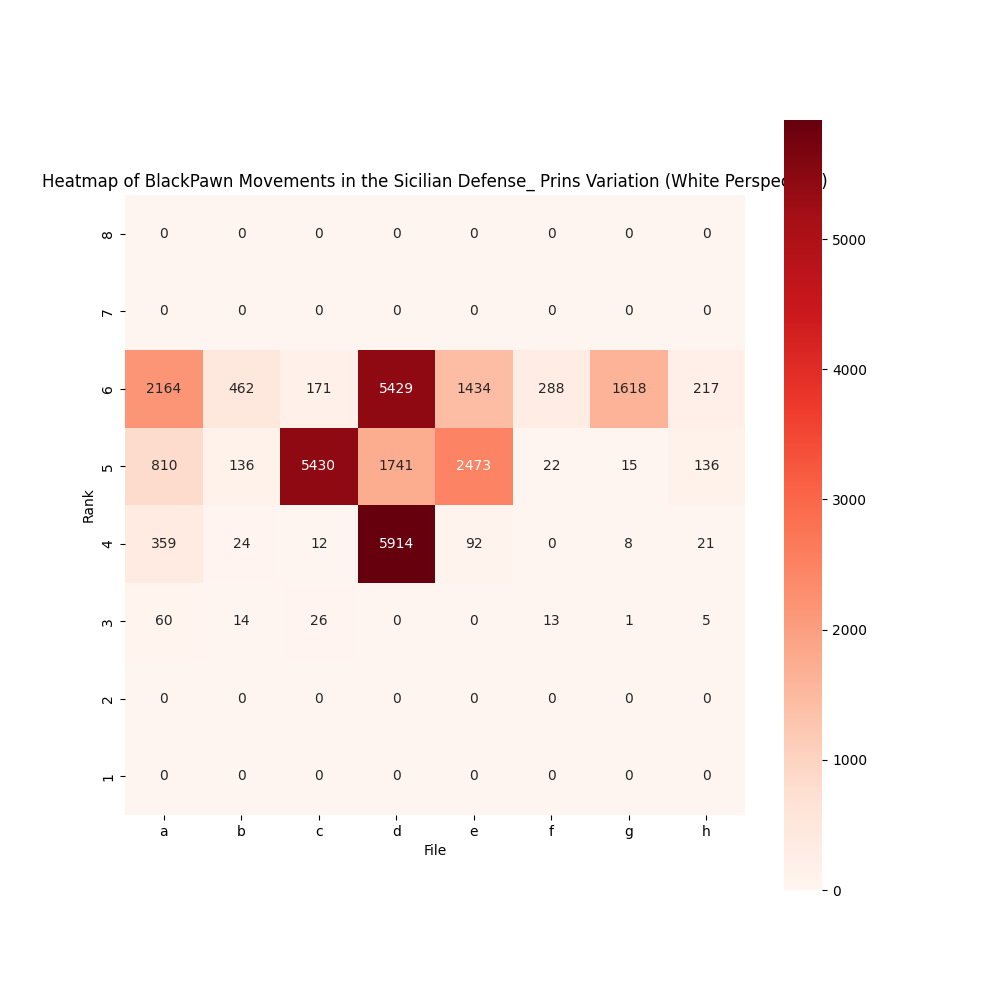 Heatmap of BlackPawn Movements in the Sicilian Defense_ Prins Variation (White )
8 0 0 0 0 0 0 0 0
7 0 0 0 0 0 0 0 0
6 2164 462 171 5429 1434 288 1618 217
5 810 136 5430 1741 2473 22 15 136
4 359 24 12 5914 92 0 8 21
3 60 14 26 0 0 13 1 5
2 0 0 0 0 0 0 0 0
1 0 0 0 0 0 0 0 0
a b c d e f g h
File
Rank
5000
4000
3000
2000
1000
0